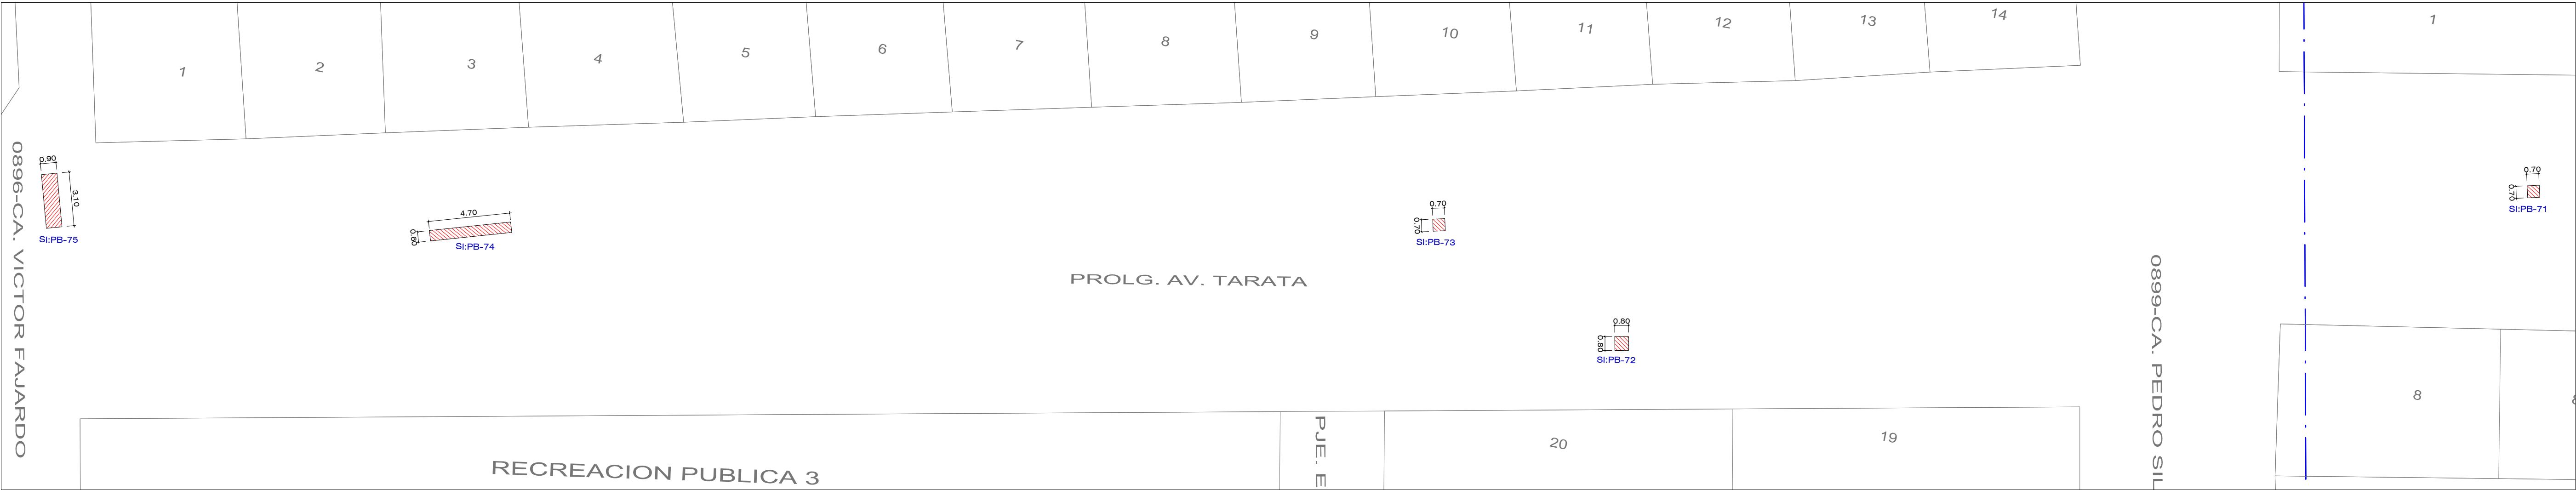 1
2
3
4
5
6
7
8
9
10
11
12
13
14
1
0896-CA. VICTOR FAJARDO
0.90
3.10
SI:PB-75
4.70
0.60
SI:PB-74
0.70
0.70
SI:PB-73
0.70
0.70
SI:PB-71
PROLG. AV. TARATA
0.80
0.80
SI:PB-72
0899-CA. PEDRO SIL
8
RECREACION PUBLICA 3
PJE. E
20
19